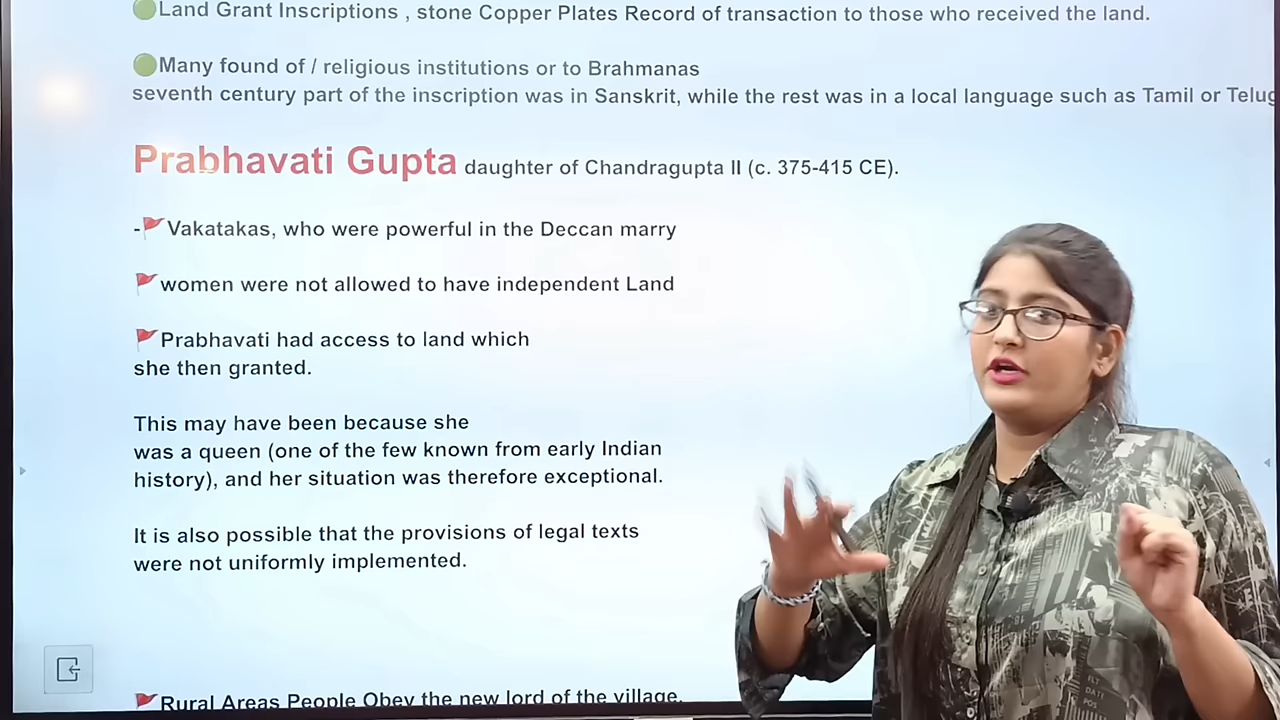 Land Grant Inscriptions , stone Copper Plates Record of transaction to those who received the land.
Many found of / religious institutions or to Brahmanas
seventh century part of the inscription was in Sanskrit, while the rest was in a local language such as Tamil or Telug
Prabhavati Gupta daughter of Chandragupta II (c. 375-415 CE).
-Vakatakas, who were powerful in the Deccan marry
women were not allowed to have independent Land
Prabhavati had access to land which
she then granted.
This may have been because she
was a queen (one of the few known from early Indian
history), and her situation was therefore exceptional.
It is also possible that the provisions of legal texts
were not uniformly implemented.
Rural Areas People Obey the new lord of the village.
FLT
DATE
POS